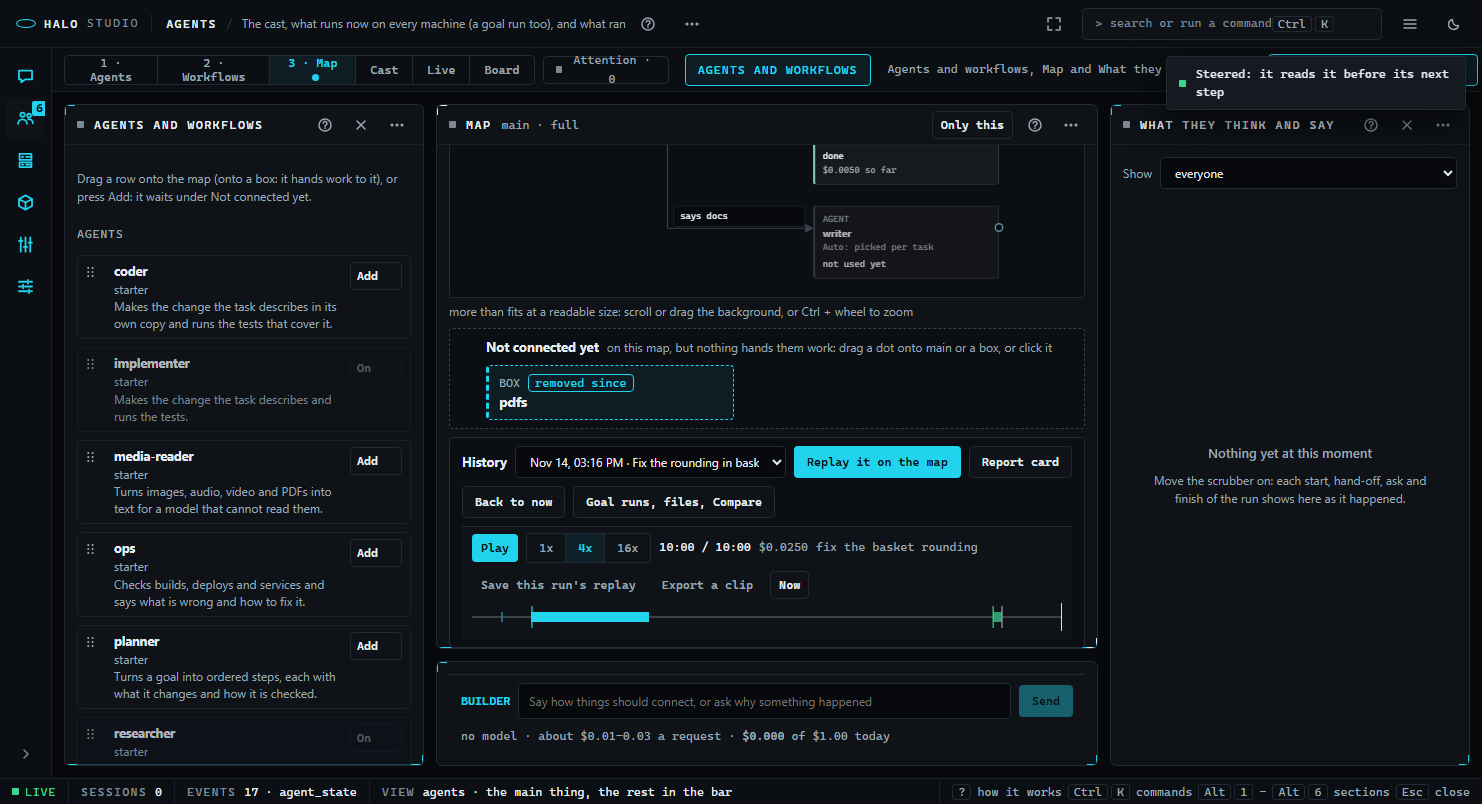 HALO STUDIO AGENTS / The cast, what runs now on every machine (a goal run too), and what ran ? ...
> search or run a command Ctrl K
1 · Agents
2 · Workflows
3 · Map
Cast
Live
Board
Attention · 0
AGENTS AND WORKFLOWS
Agents and workflows, Map and What they
Steered: it reads it before its next
step
6
AGENTS AND WORKFLOWS
Drag a row onto the map (onto a box: it hands work to it), or
press Add: it waits under Not connected yet.
AGENTS
coder
Add
starter
Makes the change the task describes in its
own copy and runs the tests that cover it.
implementer
On
starter
Makes the change the task describes and
runs the tests.
media-reader
Add
starter
Turns images, audio, video and PDFs into
text for a model that cannot read them.
ops
Add
starter
Checks builds, deploys and services and
says what is wrong and how to fix it.
planner
Add
starter
Turns a goal into ordered steps, each with
what it changes and how it is checked.
researcher
On
starter
MAP main · full
Only this
done
$0.0050 so far
says docs
AGENT
writer
Auto: picked per task
not used yet
more than fits at a readable size: scroll or drag the background, or Ctrl + wheel to zoom
Not connected yet on this map, but nothing hands them work: drag a dot onto main or a box, or click it
BOX removed since
pdfs
History Nov 14, 03:16 PM · Fix the rounding in bask Replay it on the map Report card
Back to now Goal runs, files, Compare
Play 1x 4x 16x 10:00 / 10:00 $0.0250 fix the basket rounding
Save this run's replay Export a clip Now
BUILDER Say how things should connect, or ask why something happened Send
no model · about $0.01–0.03 a request · $0.000 of $1.00 today
WHAT THEY THINK AND SAY
Show everyone
Nothing yet at this moment
Move the scrubber on: each start, hand-off, ask and
finish of the run shows here as it happened.
LIVE SESSIONS 0 EVENTS 17 · agent_state VIEW agents · the main thing, the rest in the bar
? how it works Ctrl K commands Alt 1 – Alt 6 sections Esc close